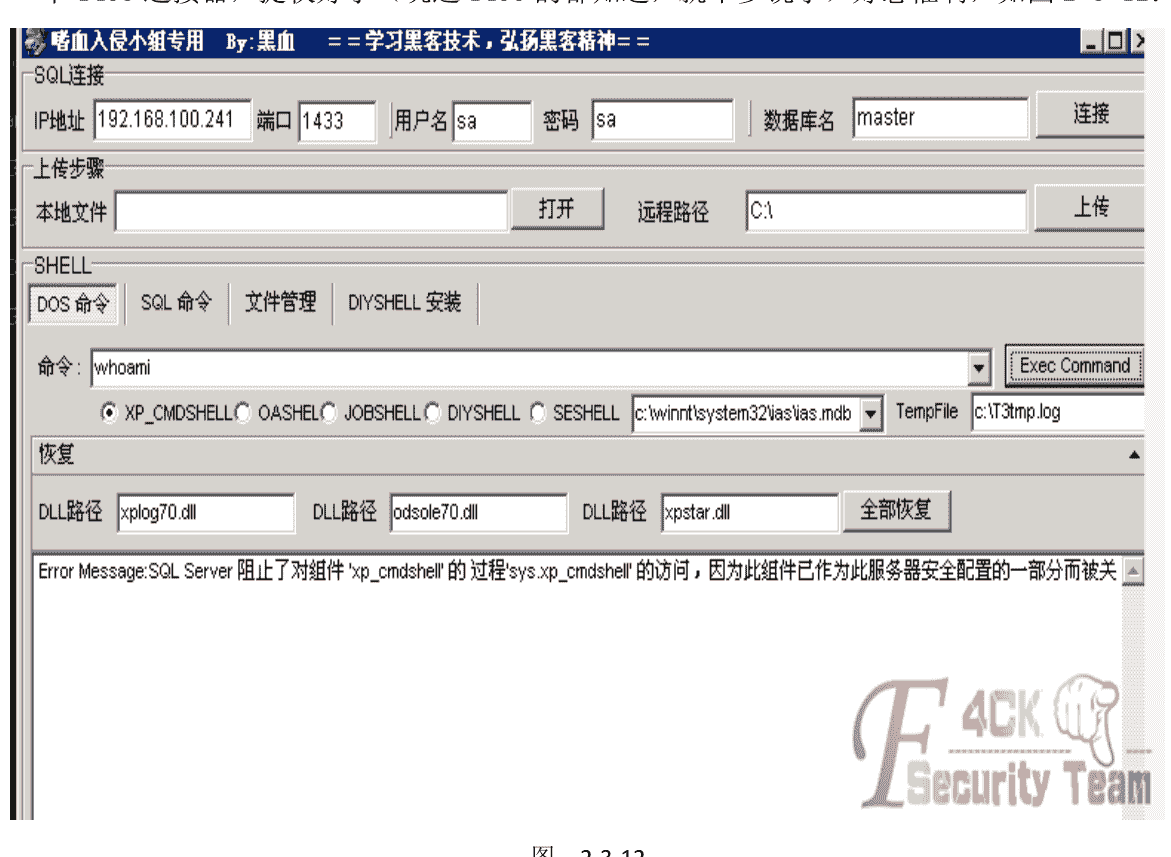 嗜血入侵小组专用 By:黑血 ==学习黑客技术，弘扬黑客精神==
SQL连接
IP地址 192.168.100.241 端口 1433 用户名 sa 密码 sa 数据库名 master 连接
上传步骤
本地文件 打开 远程路径 C:\ 上传
SHELL
DOS 命令 SQL 命令 文件管理 DIYSHELL 安装
命令: whoami Exec Command
XP_CMDSHELL OASHEL JOBSHELL DIYSHELL SESHELL c:\winnt\system32\ias\ias.mdb TempFile c:\T3tmp.log
恢复
DLL路径 xplog70.dll DLL路径 odsole70.dll DLL路径 xpstar.dll 全部恢复
Error Message:SQL Server 阻止了对组件 'xp_cmdshell' 的 过程'sys.xp_cmdshell' 的访问，因为此组件已作为此服务器安全配置的一部分而被关
F4CK
Security Team